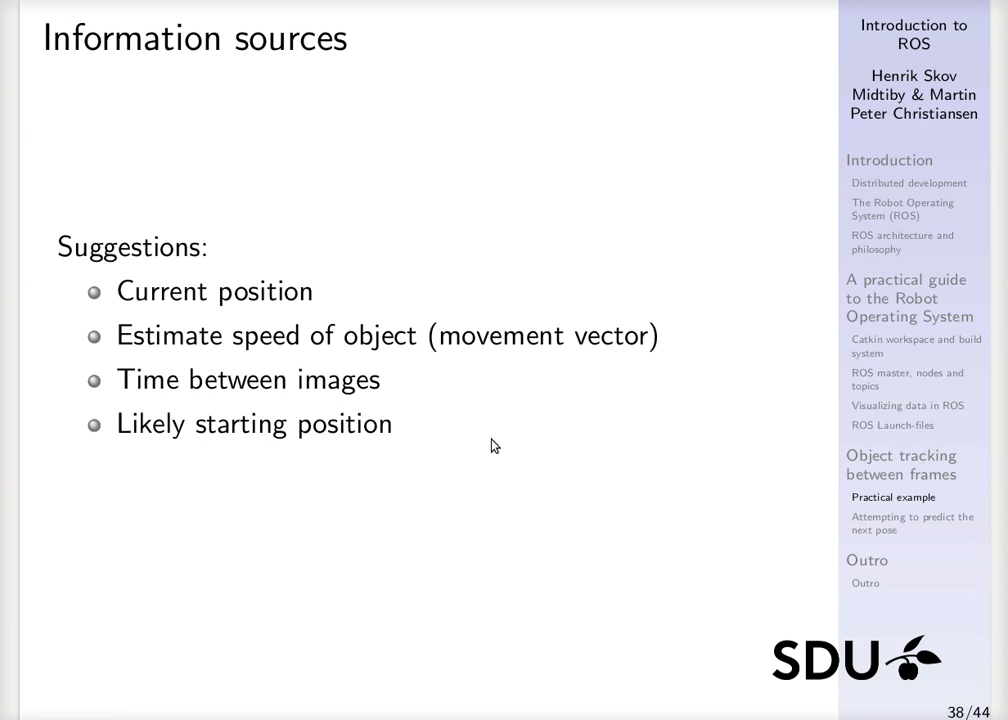 Information sources
Suggestions:
Current position
Estimate speed of object (movement vector)
Time between images
Likely starting position
Introduction to
ROS
Henrik Skov
Midtiby & Martin
Peter Christiansen
Introduction
Distributed development
The Robot Operating
System (ROS)
ROS architecture and
philosophy
A practical guide
to the Robot
Operating System
Catkin workspace and build
system
ROS master, nodes and
topics
Visualizing data in ROS
ROS Launch-files
Object tracking
between frames
Practical example
Attempting to predict the
next pose
Outro
Outro
SDU
38/44